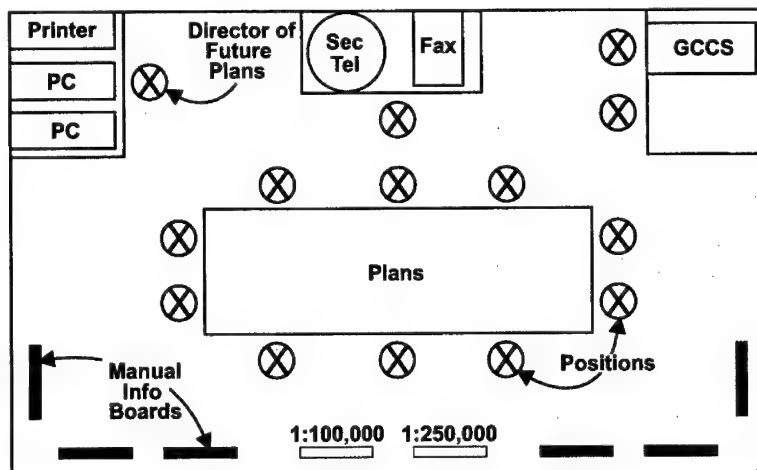 Printer
PC
PC
Director of
Future
Plans
Sec
Tel
Fax
GCCS
Plans
Positions
Manual
Info
Boards
1:100,000
1:250,000